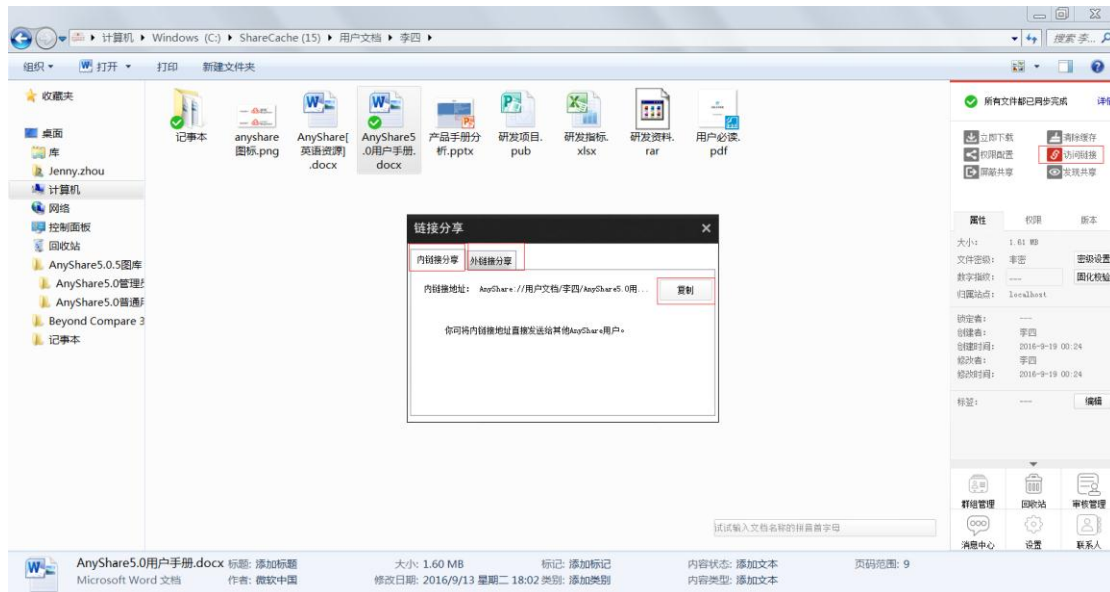 计算机 Windows (C:) ShareCache (15) 用户文档 李四
搜索 李...
组织 打开 打印 新建文件夹
收藏夹
桌面
库
Jenny.zhou
计算机
网络
控制面板
回收站
AnyShare5.0.5图库
AnyShare5.0管理
AnyShare5.0普通
Beyond Compare 3
记事本
记事本
anyshare
图标.png
AnyShare[
英语资源]
.docx
AnyShare5
.0用户手册.
docx
产品手册分
析.pptx
研发项目.
pub
研发指标.
xlsx
研发资料.
rar
用户必读.
pdf
链接分享
内链接分享 外链接分享
内链接地址: AnyShare://用户文档/李四/AnyShare5.0用... 复制
你可将内链接地址直接发送给其他AnyShare用户。
所有文件都已同步完成 详
立即下载 清除缓存
权限配置 访问链接
屏蔽共享 发现共享
属性 权限 版本
大小: 1.61 MB
文件密级: 非密 密级设置
数字指纹: --- 固化校验
归属站点: localhost
锁定者: ---
创建者: 李四
创建时间: 2016-9-19 00:24
修改者: 李四
修改时间: 2016-9-19 00:24
标签: --- 编辑
群组管理 回收站 审核管理
消息中心 设置 联系人
试试输入文档名称的拼音首字母
AnyShare5.0用户手册.docx 标题: 添加标题 大小: 1.60 MB 标记: 添加标记 内容状态: 添加文本 页码范围: 9
Microsoft Word 文档 作者: 微软中国 修改日期: 2016/9/13 星期二 18:02 类别: 添加类别 内容类型: 添加文本